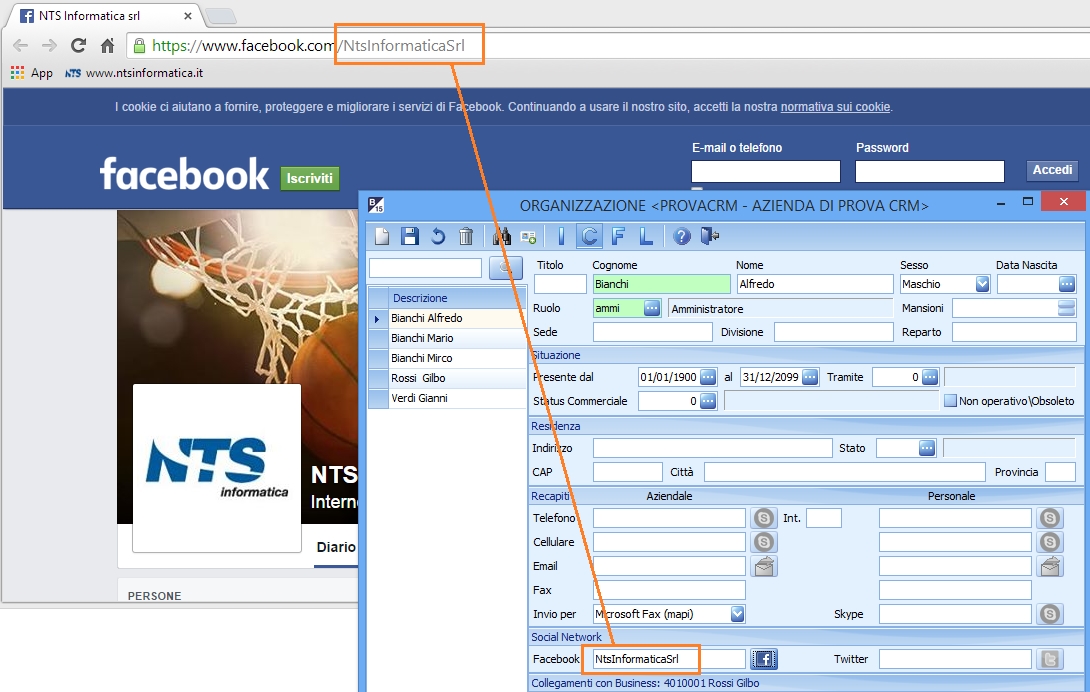 NTS Informatica srl
https://www.facebook.com/NtsInformaticaSrl
App NTS www.ntsinformatica.it
I cookie ci aiutano a fornire, proteggere e migliorare i servizi di Facebook. Continuando a usare il nostro sito, accetti la nostra normativa sui cookie.
E-mail o telefono Password
facebook Iscriviti Accedi
NTS
informatica
NTS
Intern
Diario
PERSONE
B 15 ORGANIZZAZIONE <PROVACRM - AZIENDA DI PROVA CRM>
I C F L ?
Descrizione
Bianchi Alfredo
Bianchi Mario
Bianchi Mirco
Rossi Gilbo
Verdi Gianni
Titolo Cognome Nome Sesso Data Nascita
Bianchi Alfredo Maschio
Ruolo ammi Amministratore Mansioni
Sede Divisione Reparto
Situazione
Presente dal 01/01/1900 al 31/12/2099 Tramite 0
Status Commerciale 0 Non operativo\Obsoleto
Residenza
Indirizzo Stato
CAP Città Provincia
Recapiti Aziendale Personale
Telefono Int.
Cellulare
Email
Fax
Invio per Microsoft Fax (mapi) Skype
Social Network
Facebook NtsInformaticaSrl Twitter
Collegamenti con Business: 4010001 Rossi Gilbo